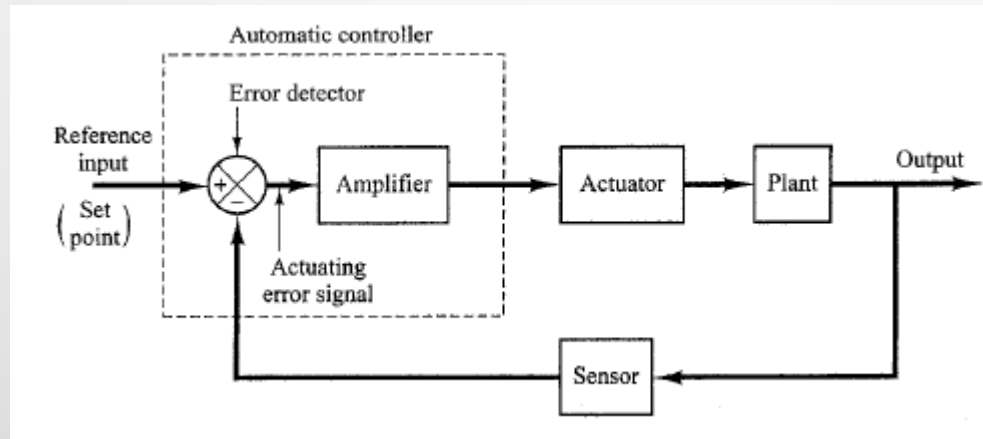 Automatic controller
Error detector
Reference
input
( Set
point )
+
−
Amplifier
Actuator
Plant
Output
Actuating
error signal
Sensor